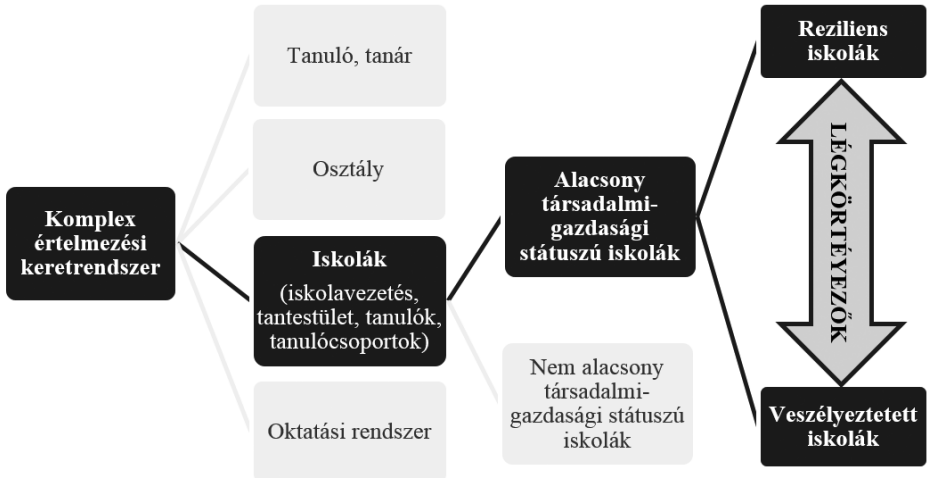 Komplex
értelmezési
keretrendszer
Tanuló, tanár
Osztály
Iskolák
(iskolavezetés,
tantestület, tanulók,
tanulócsoportok)
Oktatási rendszer
Alacsony
társadalmi-
gazdasági
státuszú iskolák
Nem alacsony
társadalmi-
gazdasági státuszú
iskolák
Reziliens
iskolák
LÉGKÖRTÉYEZŐK
Veszélyeztetett
iskolák